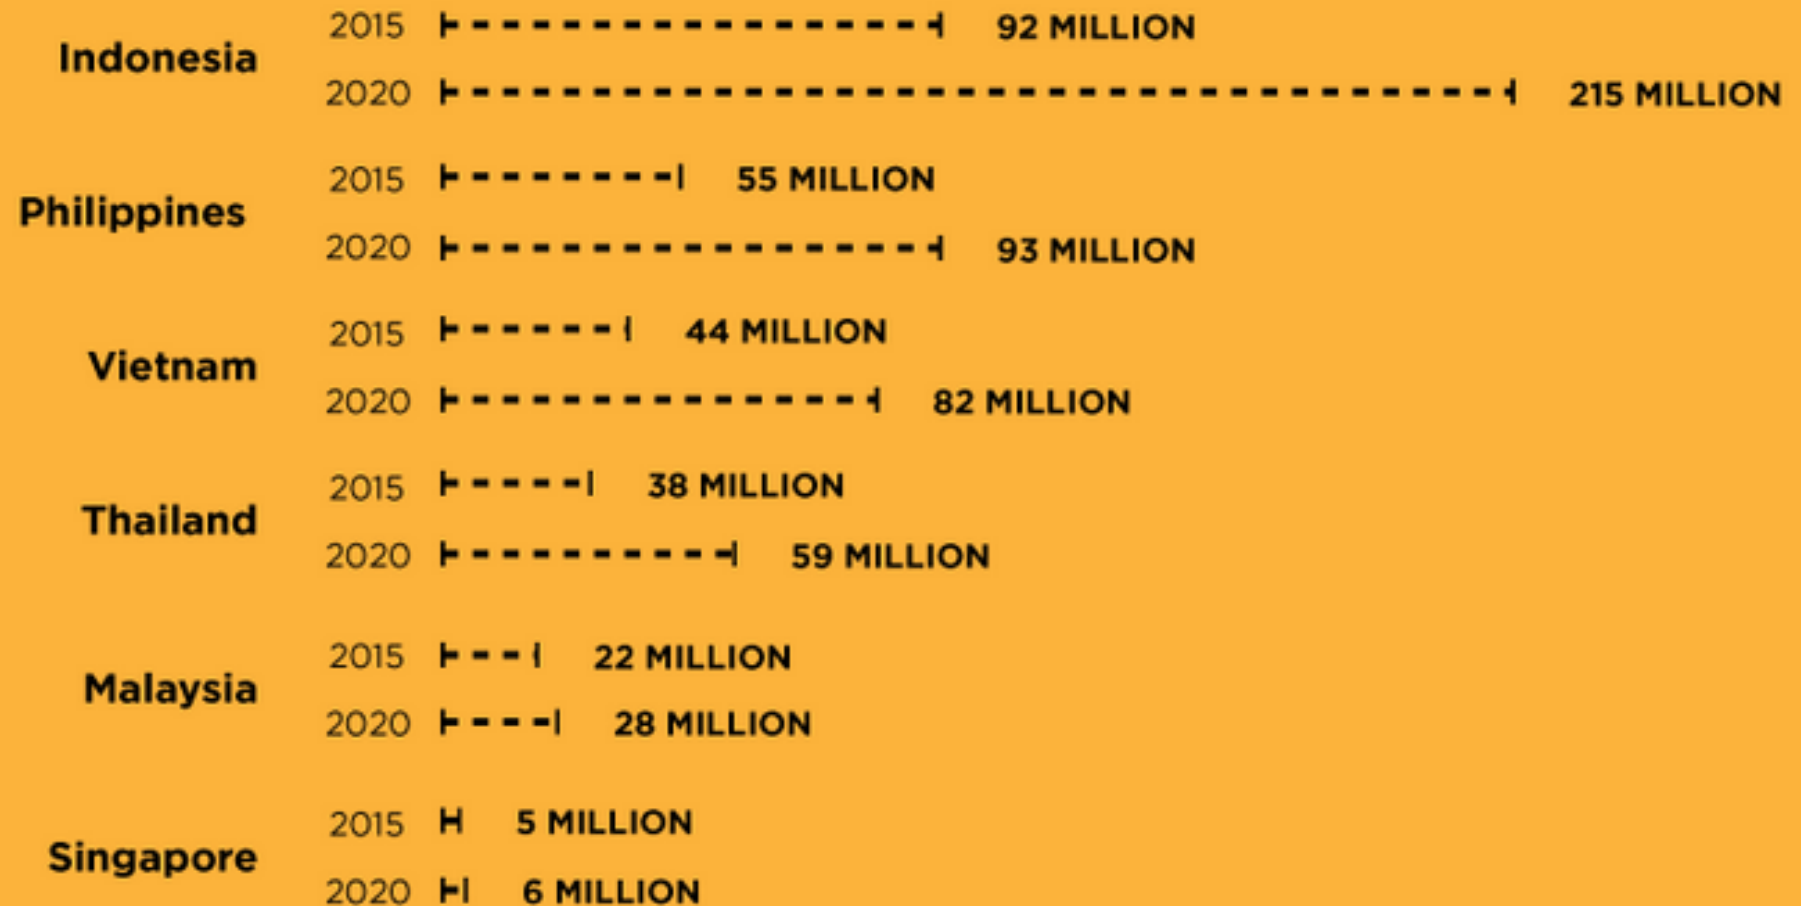 2015 92 MILLION
Indonesia
2020 215 MILLION
2015 55 MILLION
Philippines
2020 93 MILLION
2015 44 MILLION
Vietnam
2020 82 MILLION
2015 38 MILLION
Thailand
2020 59 MILLION
2015 22 MILLION
Malaysia
2020 28 MILLION
2015 5 MILLION
Singapore
2020 6 MILLION